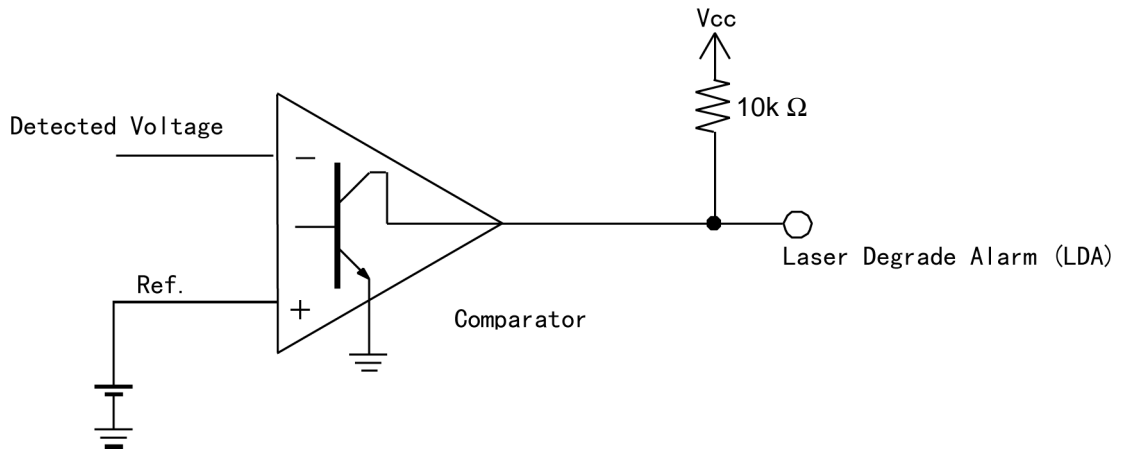 Vcc
10k Ω
Detected Voltage
−
Ref.
+
Comparator
Laser Degrade Alarm (LDA)